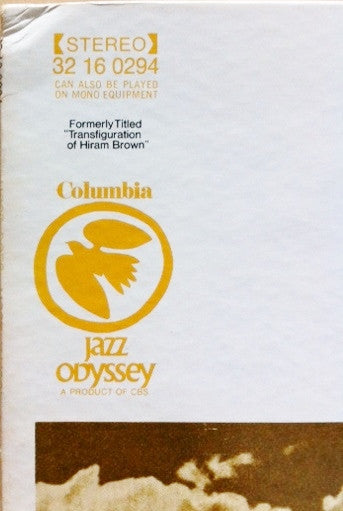 【STEREO】
32 16 0294
CAN ALSO BE PLAYED
ON MONO EQUIPMENT
Formerly Titled
"Transfiguration
of Hiram Brown"
Columbia
jazz
ODyssey
A PRODUCT OF CBS